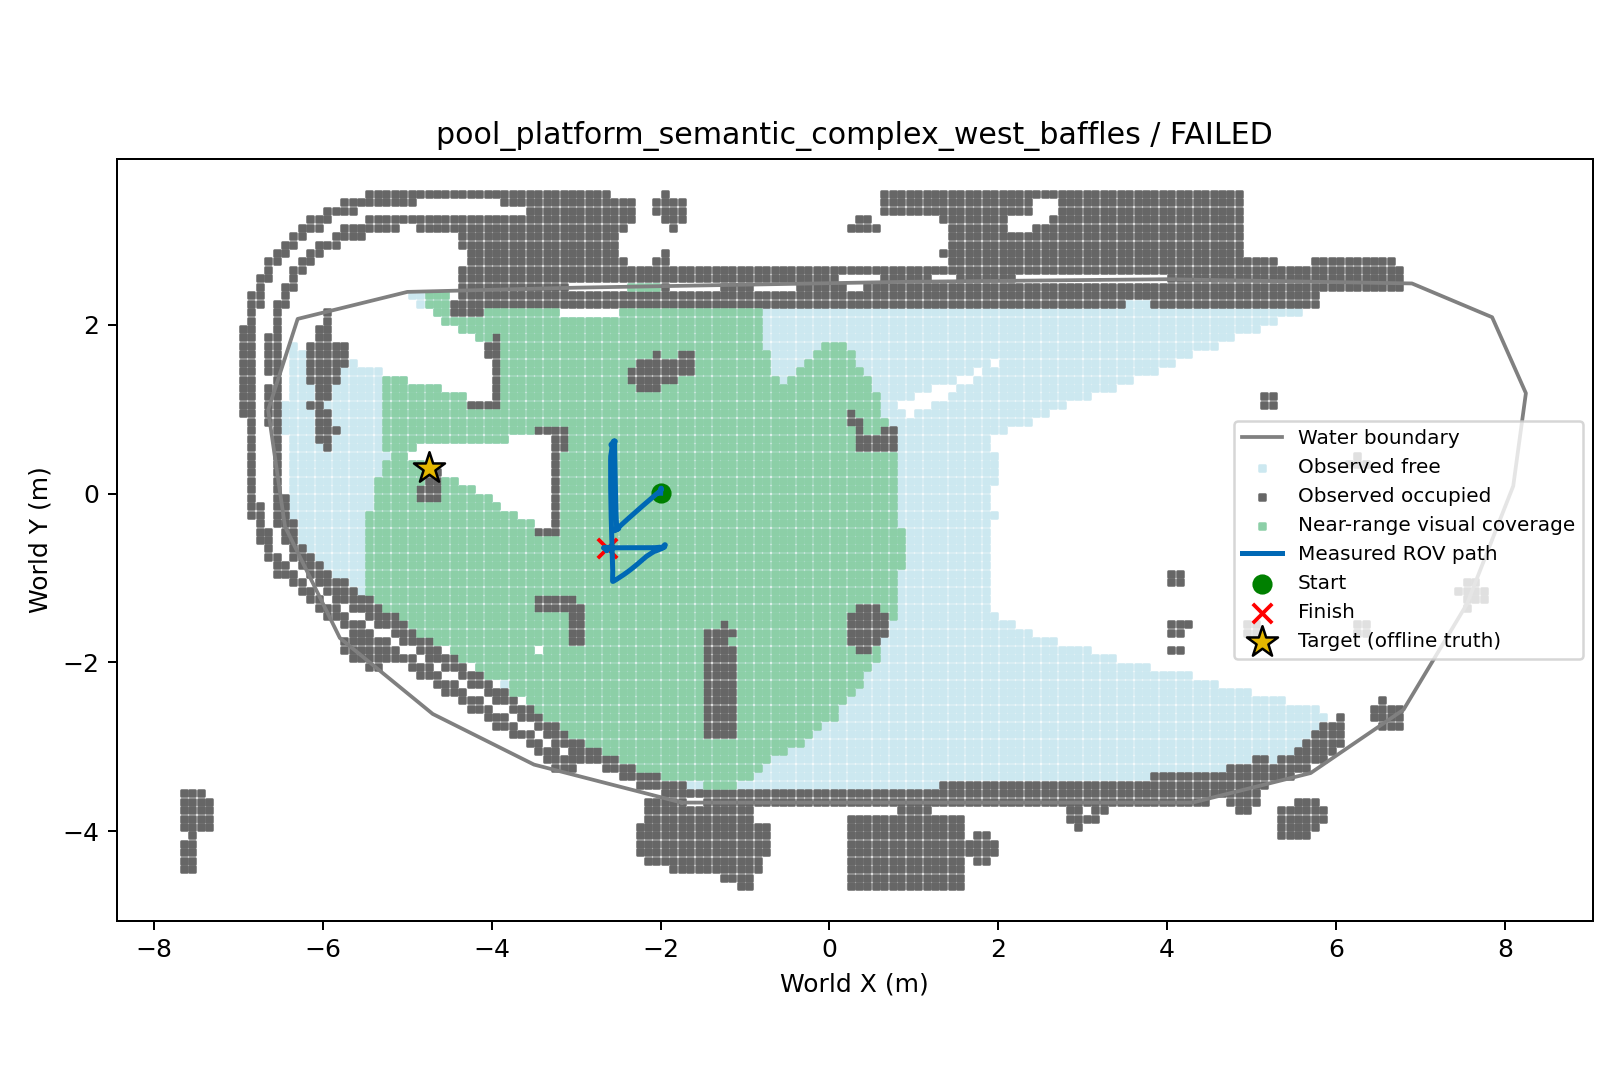 pool_platform_semantic_complex_west_baffles / FAILED
World Y (m)
2
0
−2
−4
−8
−6
−4
−2
0
2
4
6
8
World X (m)
Water boundary
Observed free
Observed occupied
Near-range visual coverage
Measured ROV path
Start
Finish
Target (offline truth)